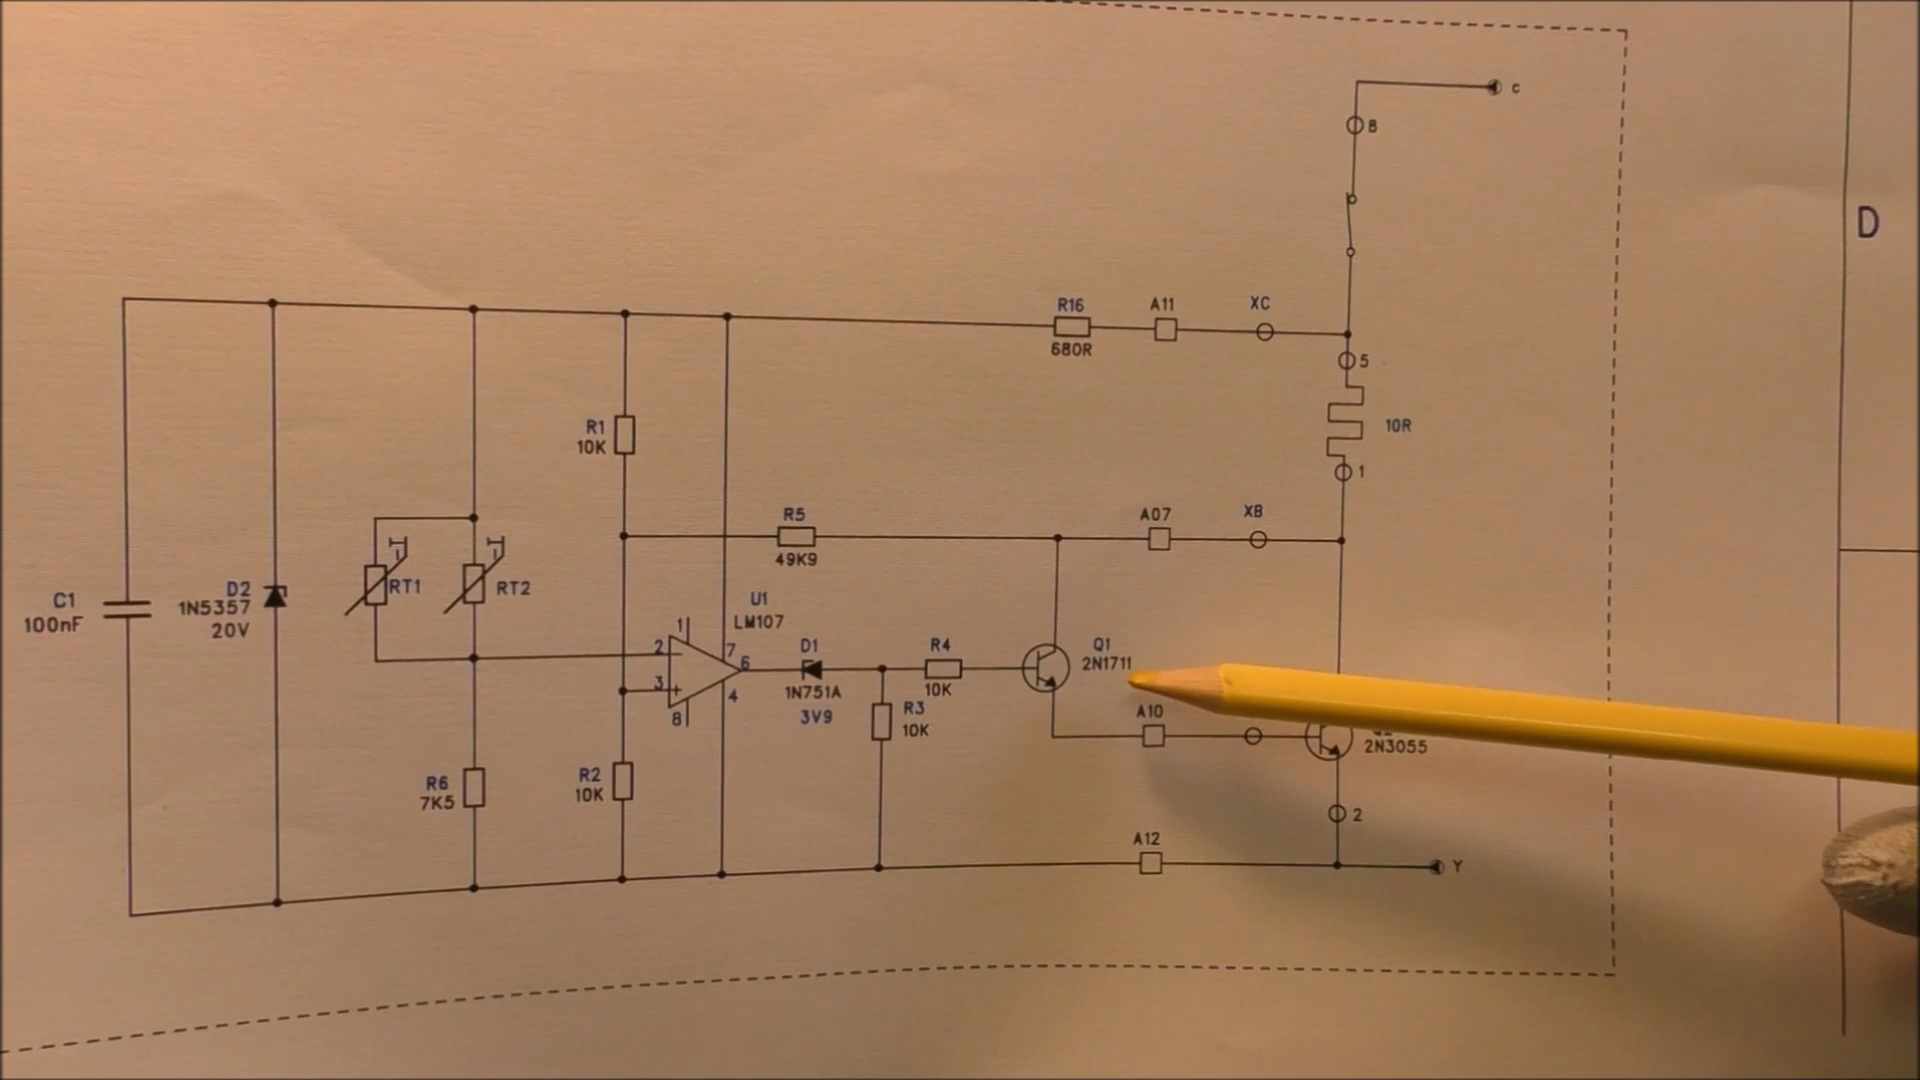 c
8
D
R16
A11
XC
680R
5
R1
10K
10R
1
R5
A07
XB
49K9
C1
100nF
D2
1N5357
20V
T
RT1
T
RT2
U1
LM107
1
2
7
6
3
4
8
D1
1N751A
3V9
R4
10K
Q1
2N1711
R3
10K
A10
2N3055
R6
7K5
R2
10K
2
A12
Y